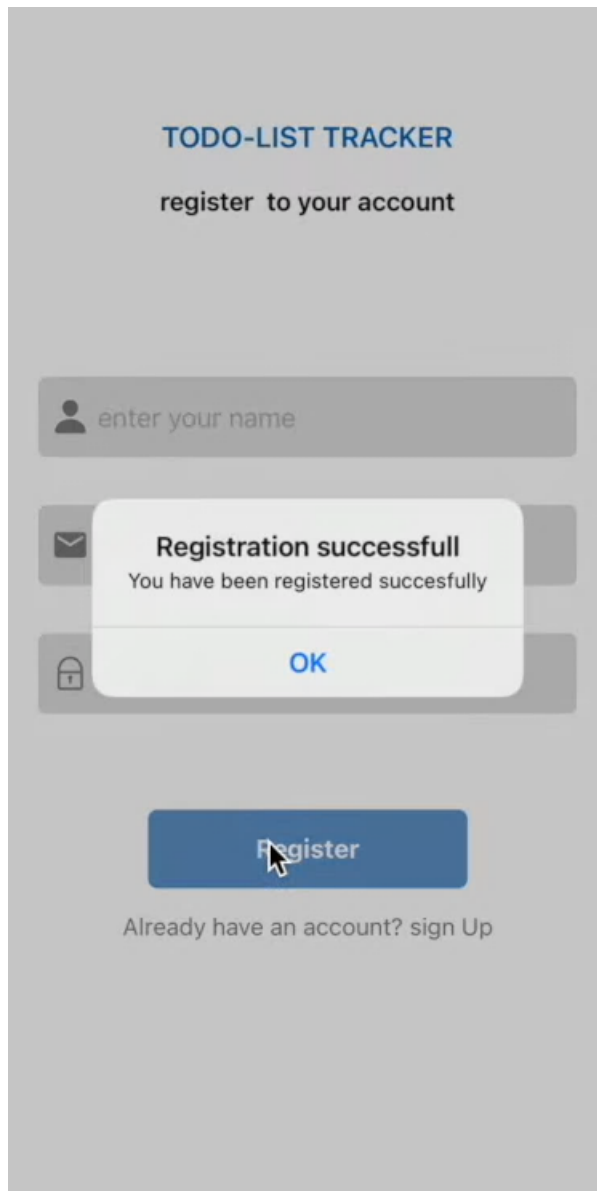 TODO-LIST TRACKER
register to your account
enter your name
Registration successfull
You have been registered succesfully
OK
Register
Already have an account? sign Up